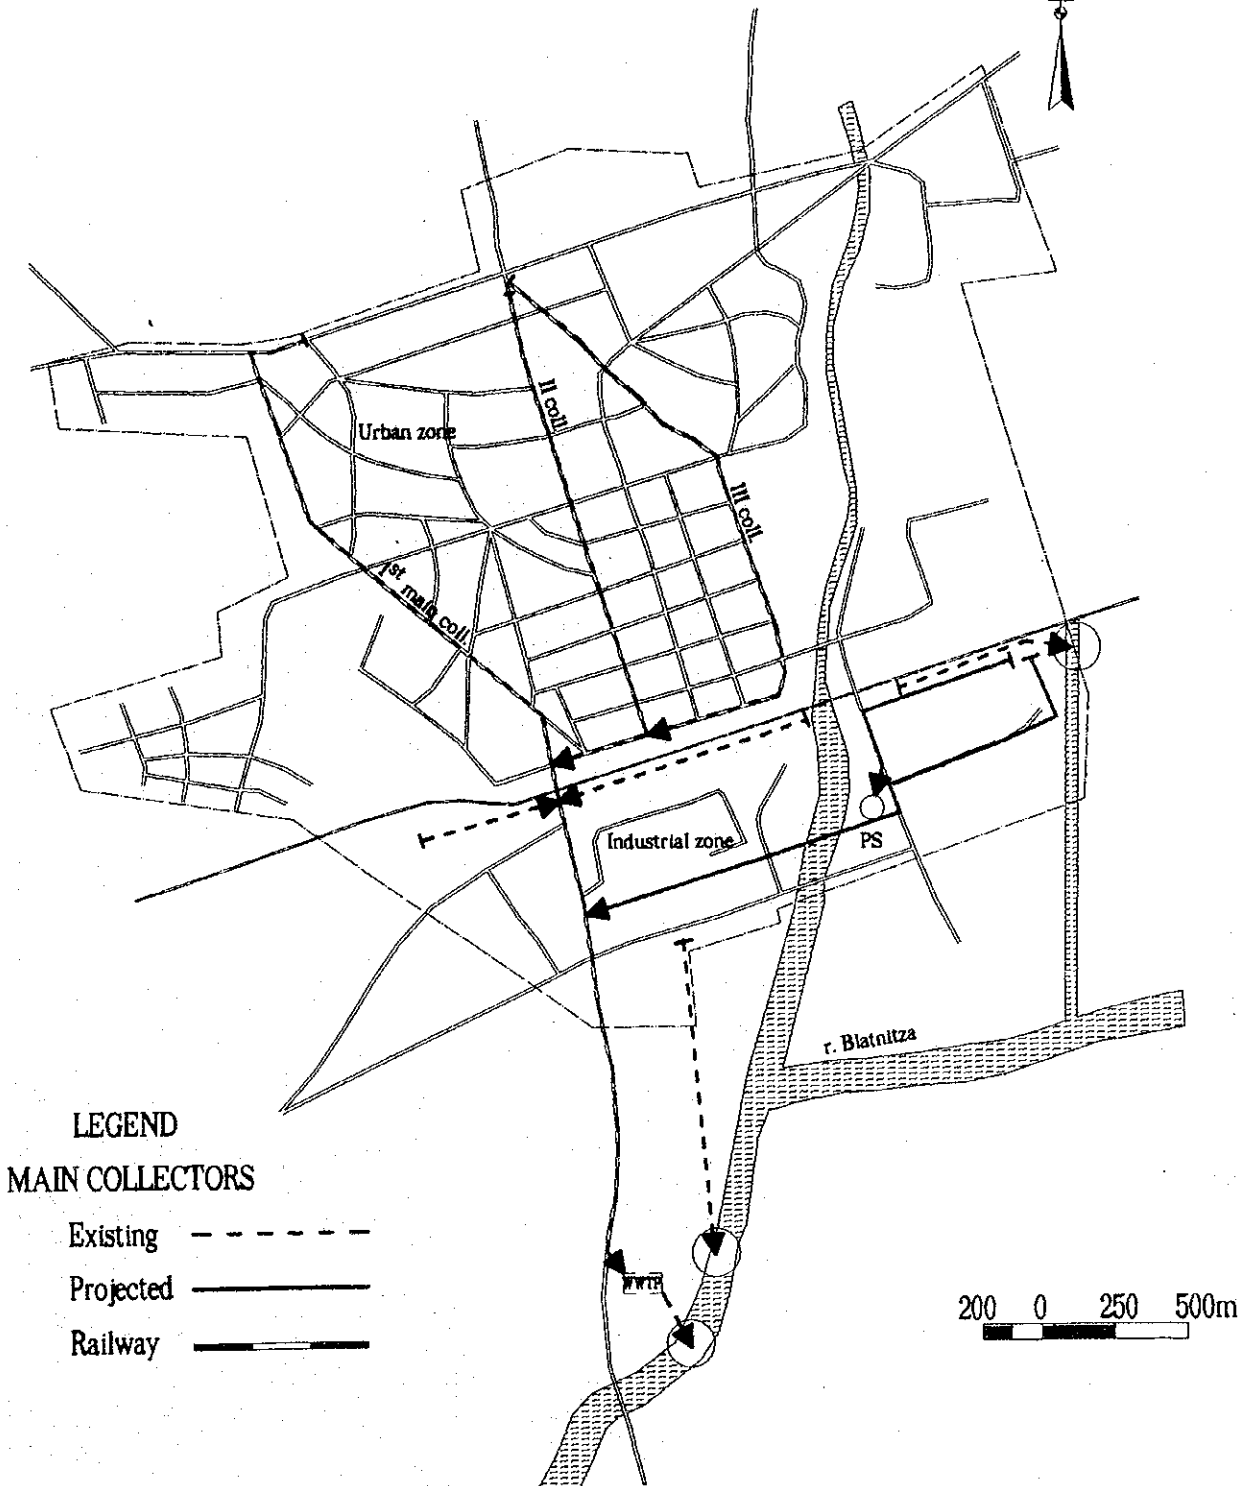 II coll.
Urban zone
III coll.
1st main coll.
Industrial zone
PS
r. Blatnitza
LEGEND
MAIN COLLECTORS
Existing
Projected
Railway
WWTP
200 0 250 500m